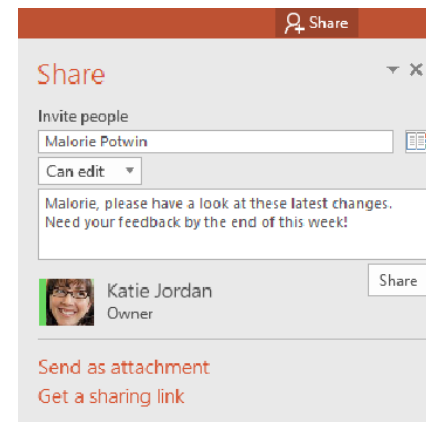 Share
Share
Invite people
Malorie Potwin
Can edit
Malorie, please have a look at these latest changes.
Need your feedback by the end of this week!
Share
Katie Jordan
Owner
Send as attachment
Get a sharing link